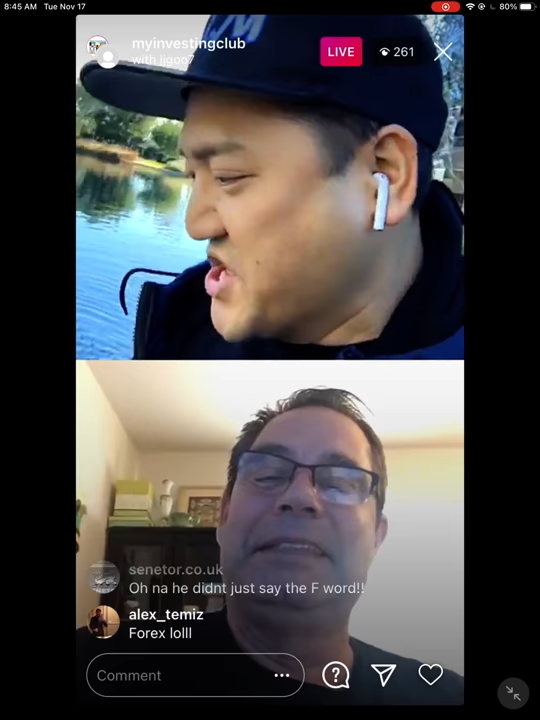 8:45 AM Tue Nov 17
80%
myinvestingclub
with jjgoo7
LIVE
261
senetor.co.uk
Oh na he didnt just say the F word!!
alex_temiz
Forex lolll
Comment